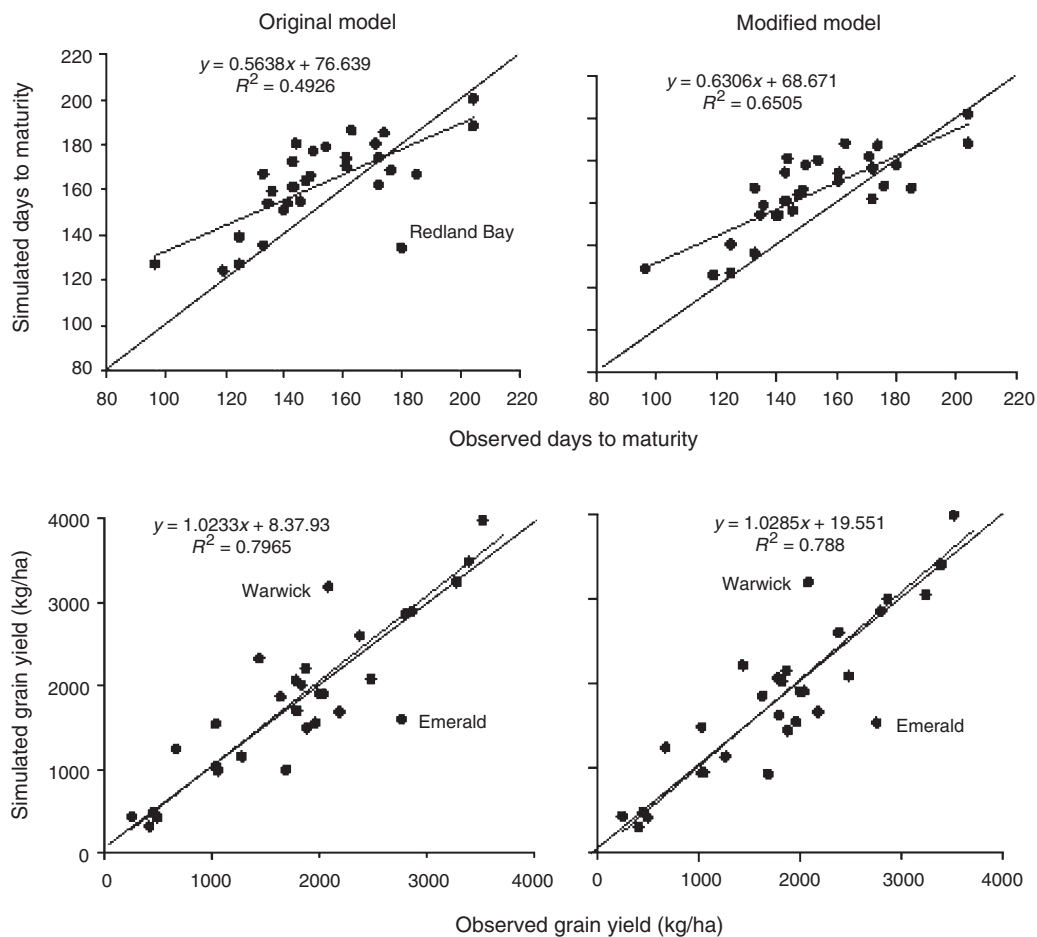 Original model
Modified model
y = 0.5638x + 76.639
R² = 0.4926
220
200
180
160
140
120
100
80
Simulated days to maturity
Redland Bay
80 100 120 140 160 180 200 220
y = 0.6306x + 68.671
R² = 0.6505
80 100 120 140 160 180 200 220
Observed days to maturity
y = 1.0233x + 8.37.93
R² = 0.7965
4000
3000
2000
1000
0
Simulated grain yield (kg/ha)
Warwick
Emerald
0 1000 2000 3000 4000
y = 1.0285x + 19.551
R² = 0.788
Warwick
Emerald
0 1000 2000 3000 4000
Observed grain yield (kg/ha)